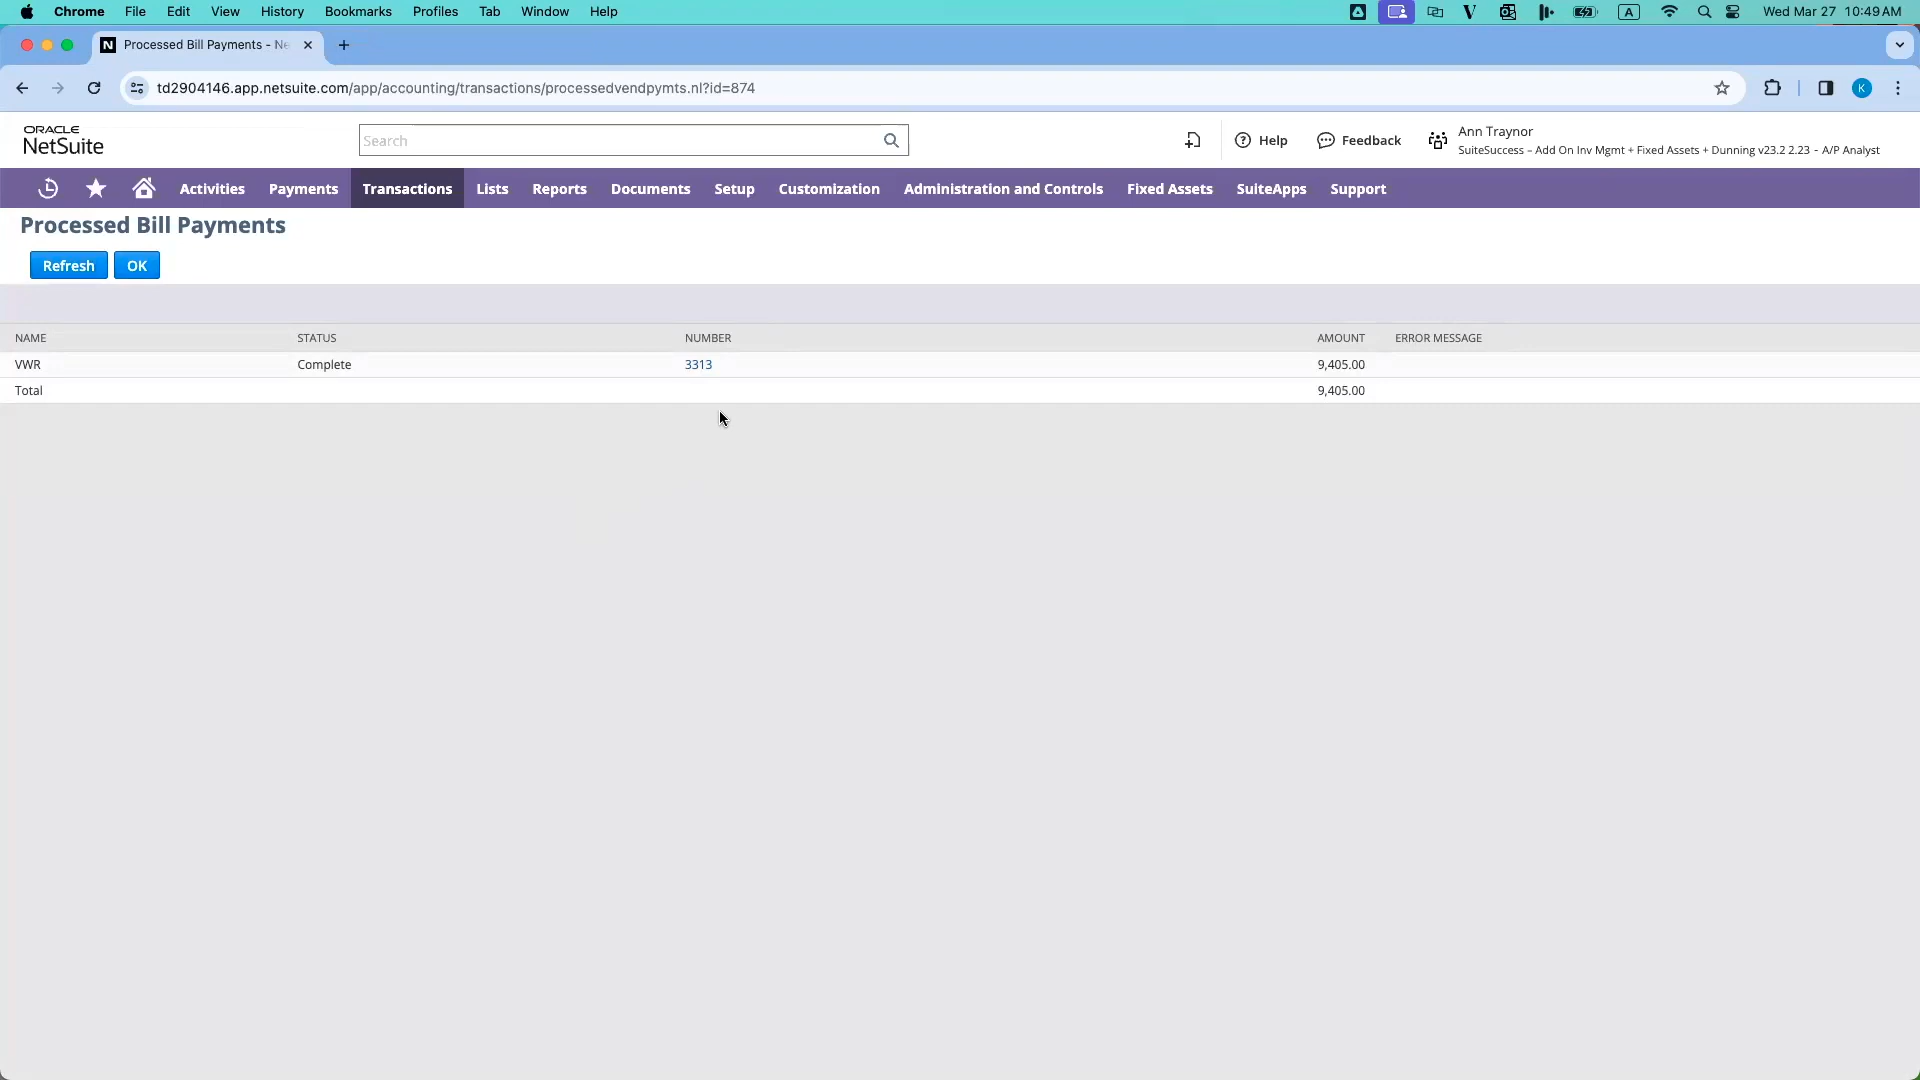 Chrome File Edit View History Bookmarks Profiles Tab Window Help A Wed Mar 27 10:49 AM
N Processed Bill Payments - Ne
td2904146.app.netsuite.com/app/accounting/transactions/processedvendpymts.nl?id=874 K
ORACLE
NetSuite
Search
Help Feedback
Ann Traynor
SuiteSuccess – Add On Inv Mgmt + Fixed Assets + Dunning v23.2 2.23 - A/P Analyst
Activities Payments Transactions Lists Reports Documents Setup Customization Administration and Controls Fixed Assets SuiteApps Support
Processed Bill Payments
Refresh OK
NAME STATUS NUMBER AMOUNT ERROR MESSAGE
VWR Complete 3313 9,405.00
Total 9,405.00